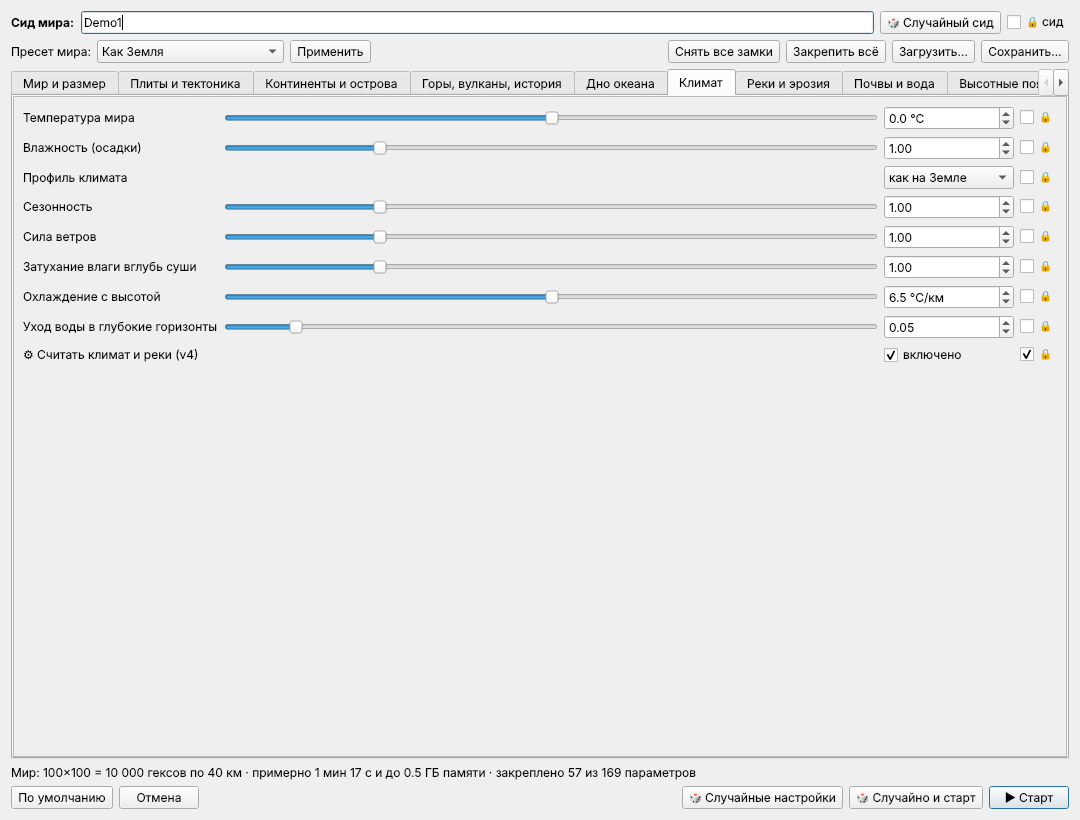 Сид мира: Demo1 🎲 Случайный сид 🔒 сид
Пресет мира: Как Земля Применить Снять все замки Закрепить всё Загрузить... Сохранить...
Мир и размер Плиты и тектоника Континенты и острова Горы, вулканы, история Дно океана Климат Реки и эрозия Почвы и вода Высотные
Температура мира 0.0 °C 🔒
Влажность (осадки) 1.00 🔒
Профиль климата как на Земле 🔒
Сезонность 1.00 🔒
Сила ветров 1.00 🔒
Затухание влаги вглубь суши 1.00 🔒
Охлаждение с высотой 6.5 °C/км 🔒
Уход воды в глубокие горизонты 0.05 🔒
⚙ Считать климат и реки (v4) включено 🔒
Мир: 100×100 = 10 000 гексов по 40 км · примерно 1 мин 17 с и до 0.5 ГБ памяти · закреплено 57 из 169 параметров
По умолчанию Отмена 🎲 Случайные настройки 🎲 Случайно и старт ▶ Старт